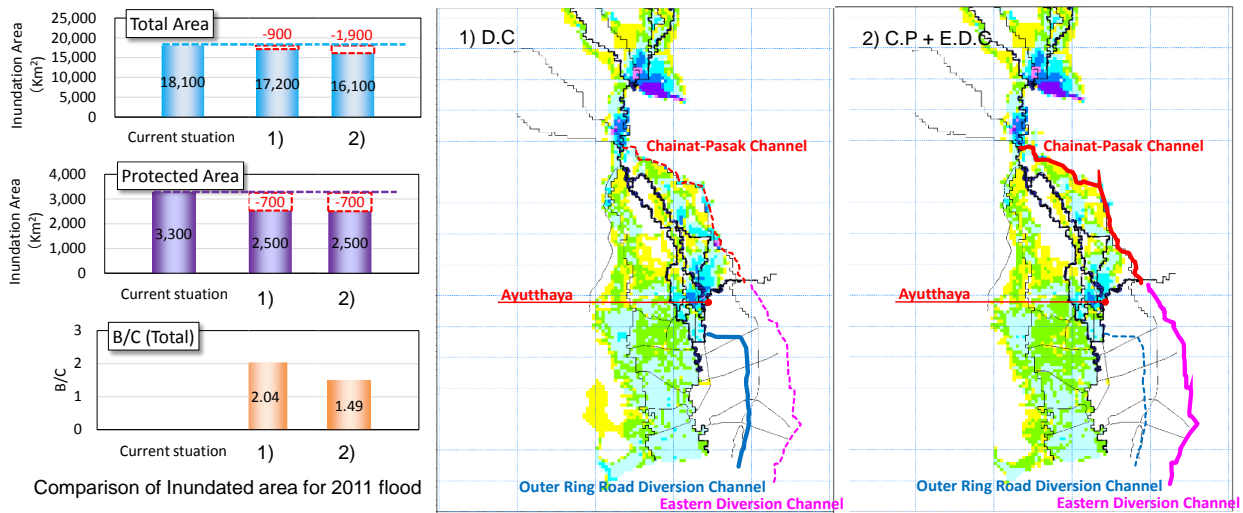 Total Area
Inundation Area
(Km²)
25,000
20,000
15,000
10,000
5,000
0
-900
-1,900
18,100
17,200
16,100
Current stuation
1)
2)
Protected Area
Inundation Area
(Km²)
4,000
3,000
2,000
1,000
0
-700
-700
3,300
2,500
2,500
Current stuation
1)
2)
B/C (Total)
B/C
3
2
1
0
2.04
1.49
Current stuation
1)
2)
Comparison of Inundated area for 2011 flood
1) D.C
Chainat-Pasak Channel
Ayutthaya
Outer Ring Road Diversion Channel
Eastern Diversion Channel
2) C.P + E.D.C
Chainat-Pasak Channel
Ayutthaya
Outer Ring Road Diversion Channel
Eastern Diversion Channel